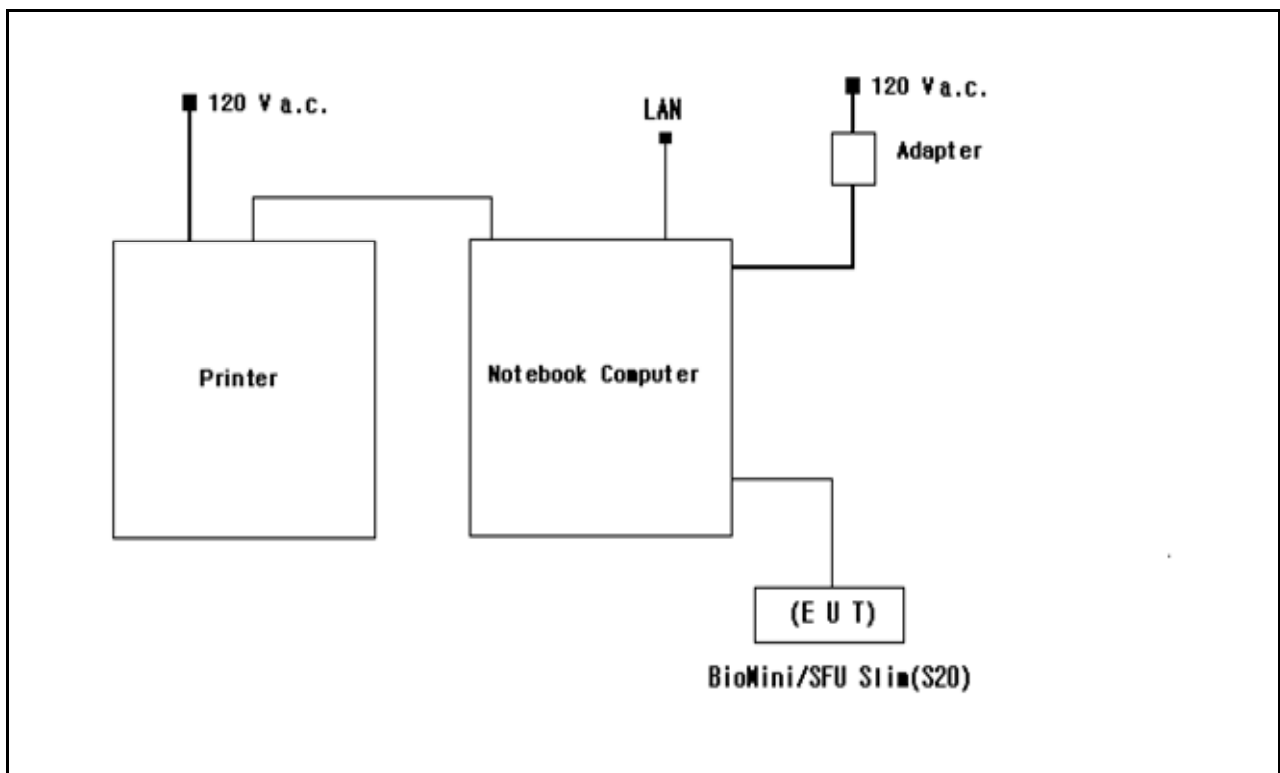 120 V a.c.
LAN
120 V a.c.
Adapter
Printer
Notebook Computer
(E U T)
BioMini/SFU Slim(S20)